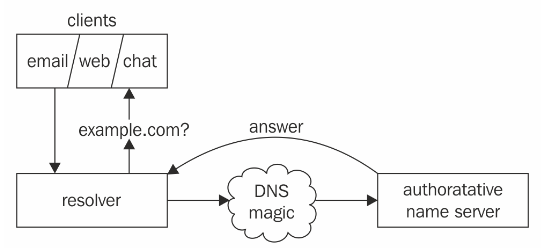 clients
email web chat
example.com?
answer
resolver
DNS
magic
authoratative
name server